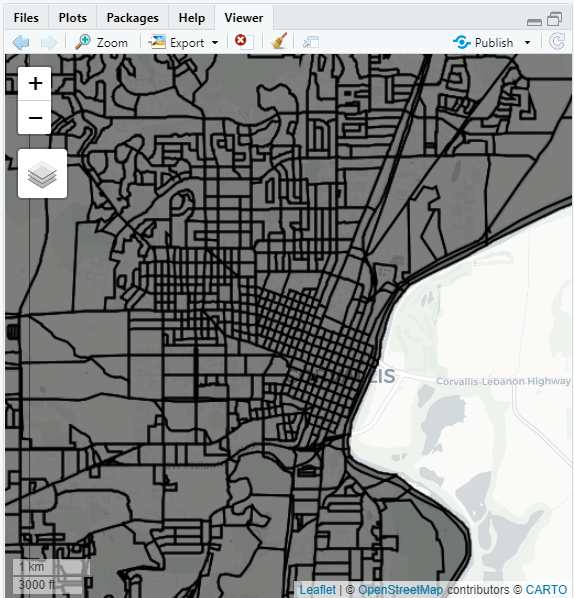 Files Plots Packages Help Viewer
Zoom Export Publish
+
−
LIS
Corvallis-Lebanon Highway
1 km
3000 ft
Leaflet | © OpenStreetMap contributors © CARTO